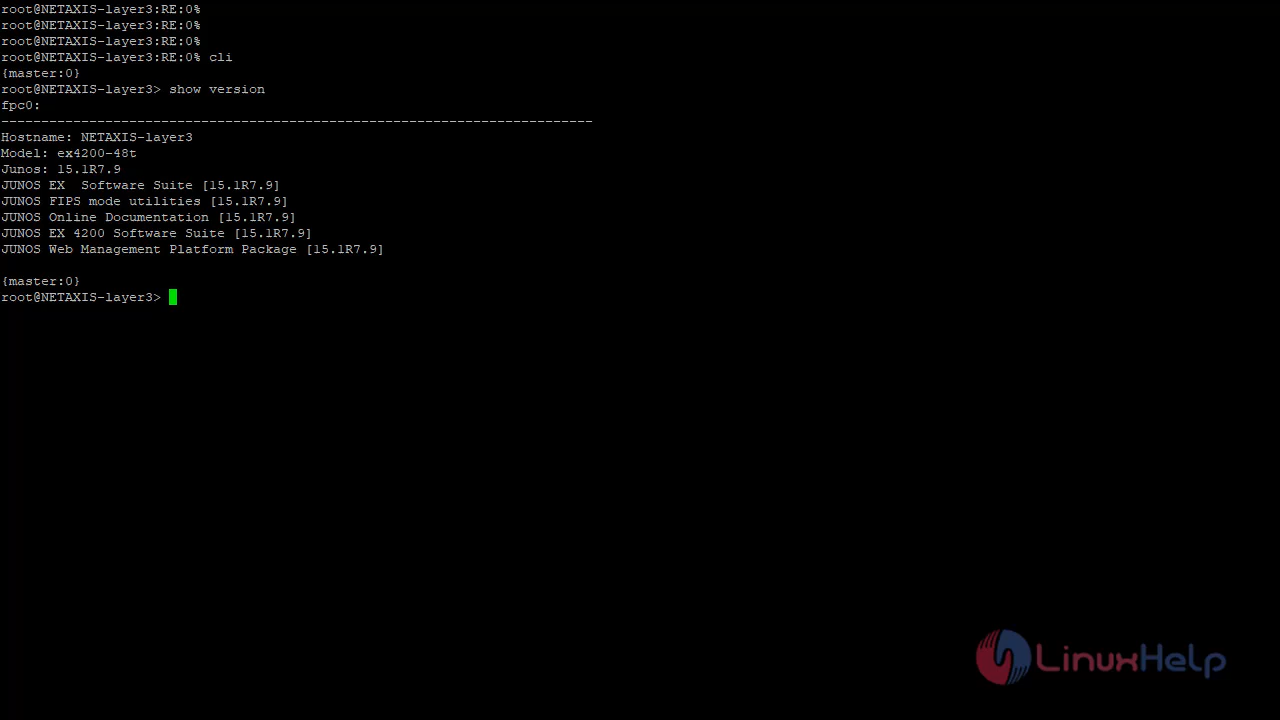 root@NETAXIS-layer3:RE:0%
root@NETAXIS-layer3:RE:0%
root@NETAXIS-layer3:RE:0%
root@NETAXIS-layer3:RE:0% cli
{master:0}
root@NETAXIS-layer3> show version
fpc0:
--------------------------------------------------------------------------
Hostname: NETAXIS-layer3
Model: ex4200-48t
Junos: 15.1R7.9
JUNOS EX  Software Suite [15.1R7.9]
JUNOS FIPS mode utilities [15.1R7.9]
JUNOS Online Documentation [15.1R7.9]
JUNOS EX 4200 Software Suite [15.1R7.9]
JUNOS Web Management Platform Package [15.1R7.9]
{master:0}
root@NETAXIS-layer3>
LinuxHelp